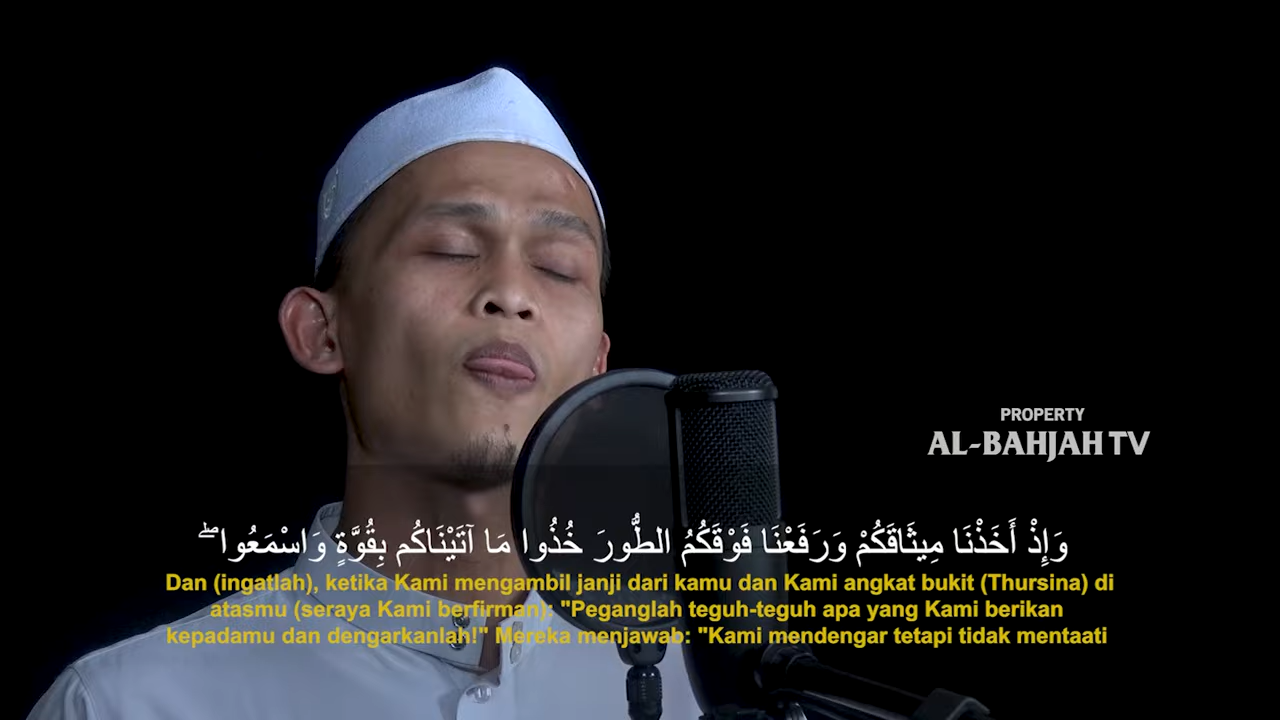 PROPERTY
AL-BAHJAH TV
وَإِذْ أَخَذْنَا مِيثَاقَكُمْ وَرَفَعْنَا فَوْقَكُمُ الطُّورَ خُذُوا مَا آتَيْنَاكُم بِقُوَّةٍ وَاسْمَعُوا ۖ
Dan (ingatlah), ketika Kami mengambil janji dari kamu dan Kami angkat bukit (Thursina) di
atasmu (seraya Kami berfirman): "Peganglah teguh-teguh apa yang Kami berikan
kepadamu dan dengarkanlah!" Mereka menjawab: "Kami mendengar tetapi tidak mentaati